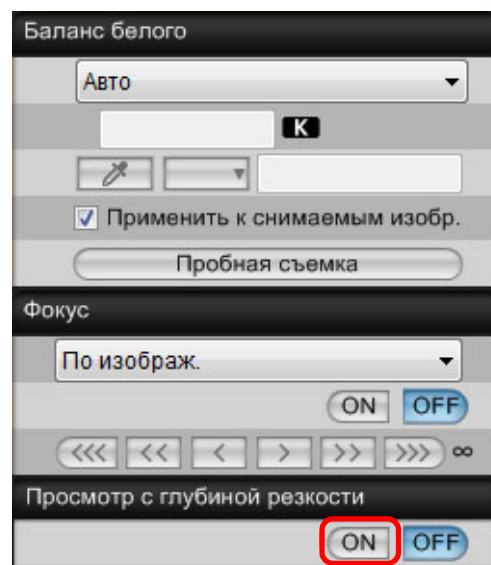 Баланс белого
Авто
K
Применить к снимаемым изобр.
Пробная съемка
Фокус
По изображ.
ON OFF
<<< << < > >> >>> ∞
Просмотр с глубиной резкости
ON OFF